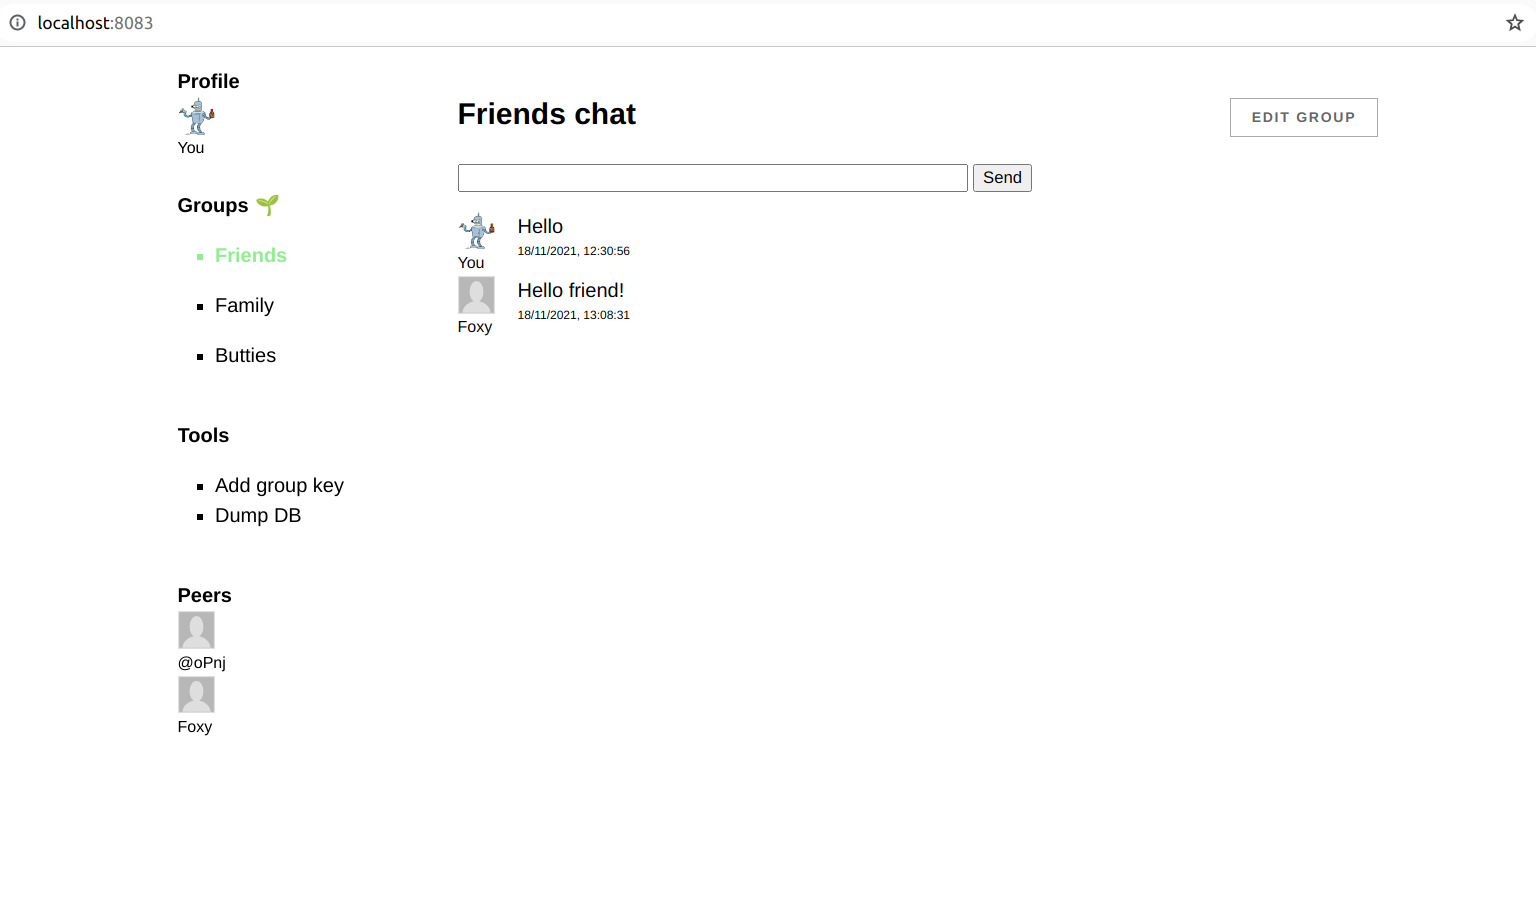 localhost:8083
Profile
You
Groups 🌱
Friends
Family
Butties
Tools
Add group key
Dump DB
Peers
@oPnj
Foxy
Friends chat
EDIT GROUP
Send
Hello
18/11/2021, 12:30:56
You
Hello friend!
18/11/2021, 13:08:31
Foxy